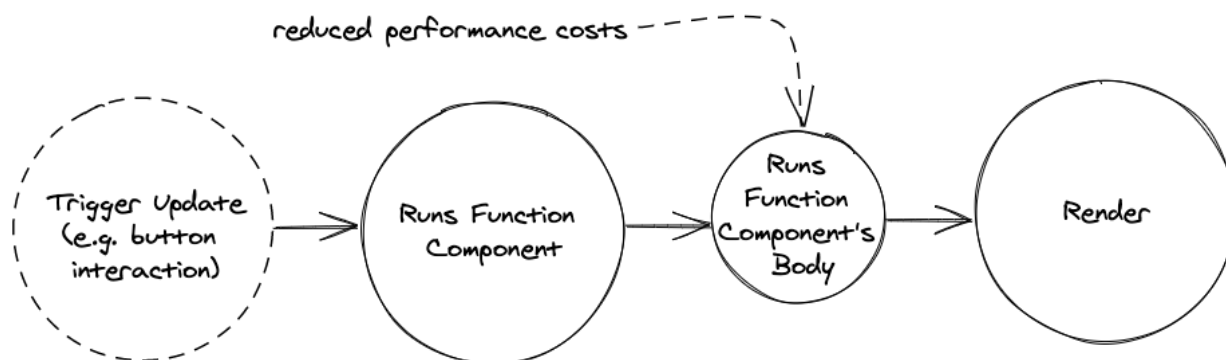 reduced performance costs
Trigger Update
(e.g. button
interaction)
Runs Function
Component
Runs
Function
Component's
Body
Render